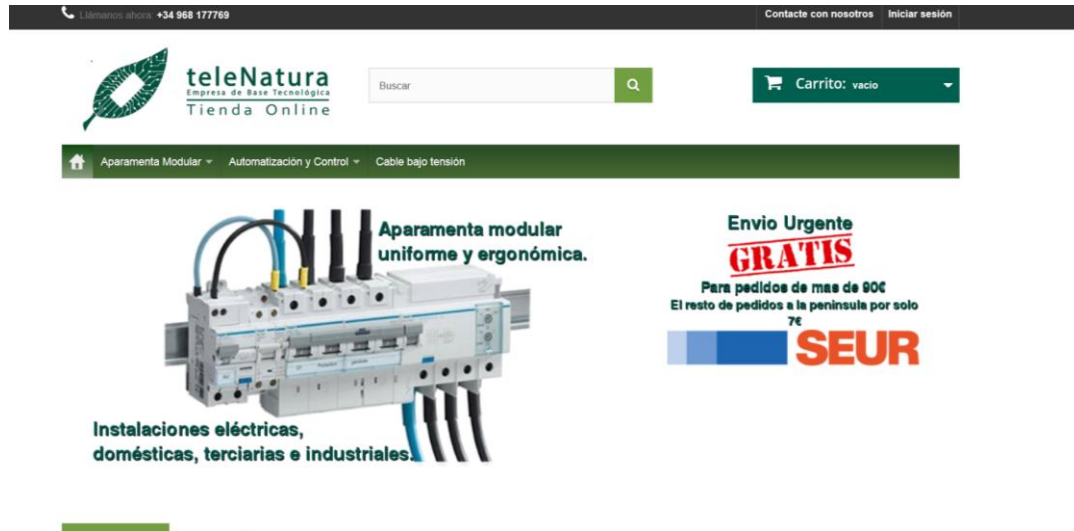 Llámanos ahora: +34 968 177769
Contacte con nosotros Iniciar sesión
teleNatura
Empresa de Base Tecnológica
Tienda Online
Buscar
Carrito: vacío
Aparamenta Modular Automatización y Control Cable bajo tensión
Aparamenta modular
uniforme y ergonómica.
Instalaciones eléctricas,
domésticas, terciarias e industriales.
Envio Urgente
GRATIS
Para pedidos de mas de 90€
El resto de pedidos a la peninsula por solo
7€
SEUR